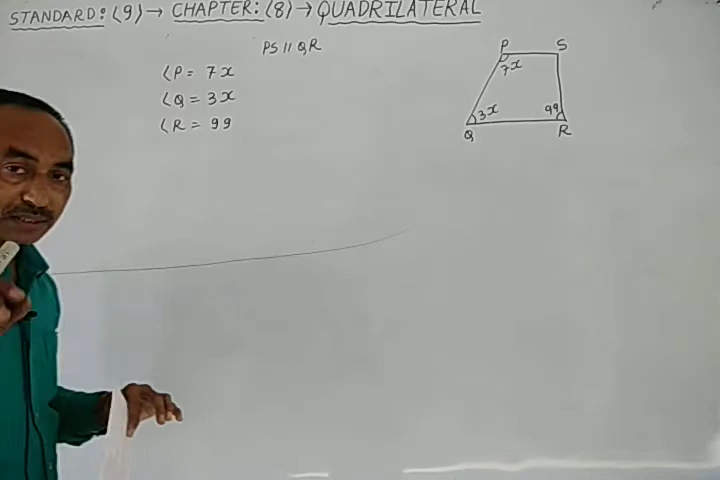 STANDARD: (9) → CHAPTER: (8) → QUADRILATERAL
PS // QR
∠P = 7x
∠Q = 3x
∠R = 99
P S
7x
3x 99
Q R